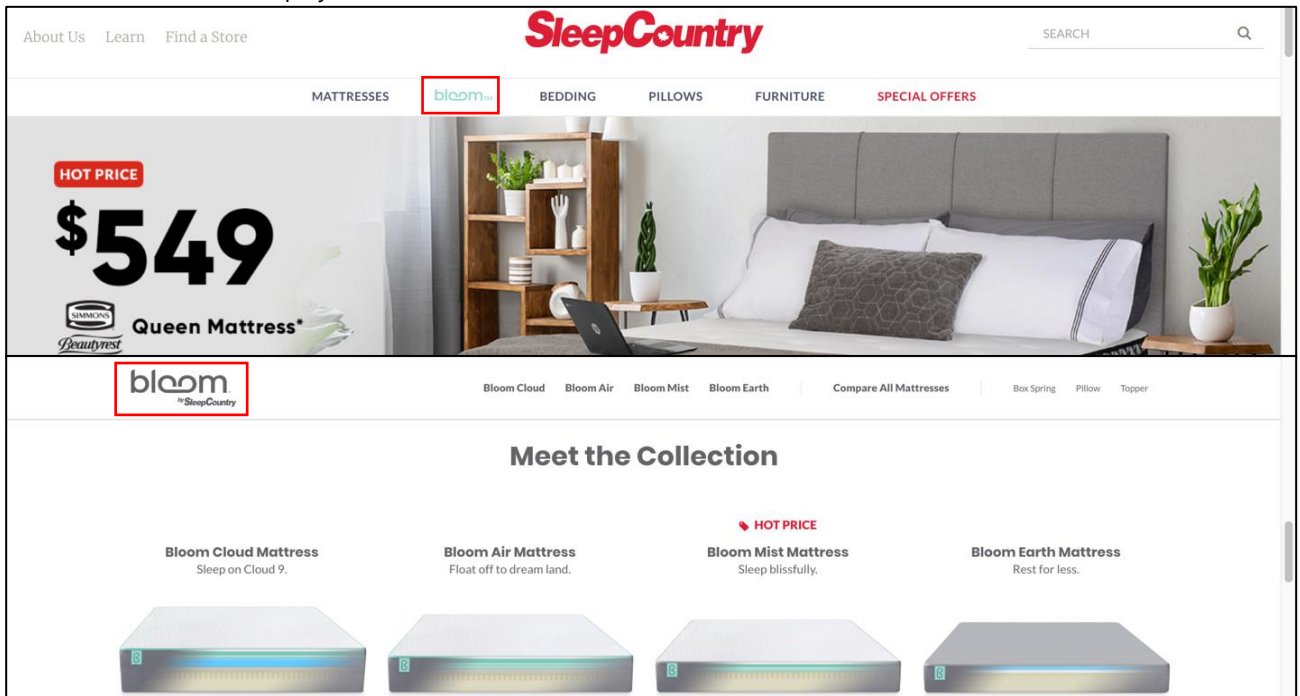 About Us Learn Find a Store
SleepCountry
SEARCH
MATTRESSES bloom™ BEDDING PILLOWS FURNITURE SPECIAL OFFERS
HOT PRICE
$549
SIMMONS
Beautyrest
Queen Mattress*
bloom
by SleepCountry
Bloom Cloud Bloom Air Bloom Mist Bloom Earth Compare All Mattresses Box Spring Pillow Topper
Meet the Collection
HOT PRICE
Bloom Cloud Mattress Bloom Air Mattress Bloom Mist Mattress Bloom Earth Mattress
Sleep on Cloud 9. Float off to dream land. Sleep blissfully. Rest for less.
B B B B